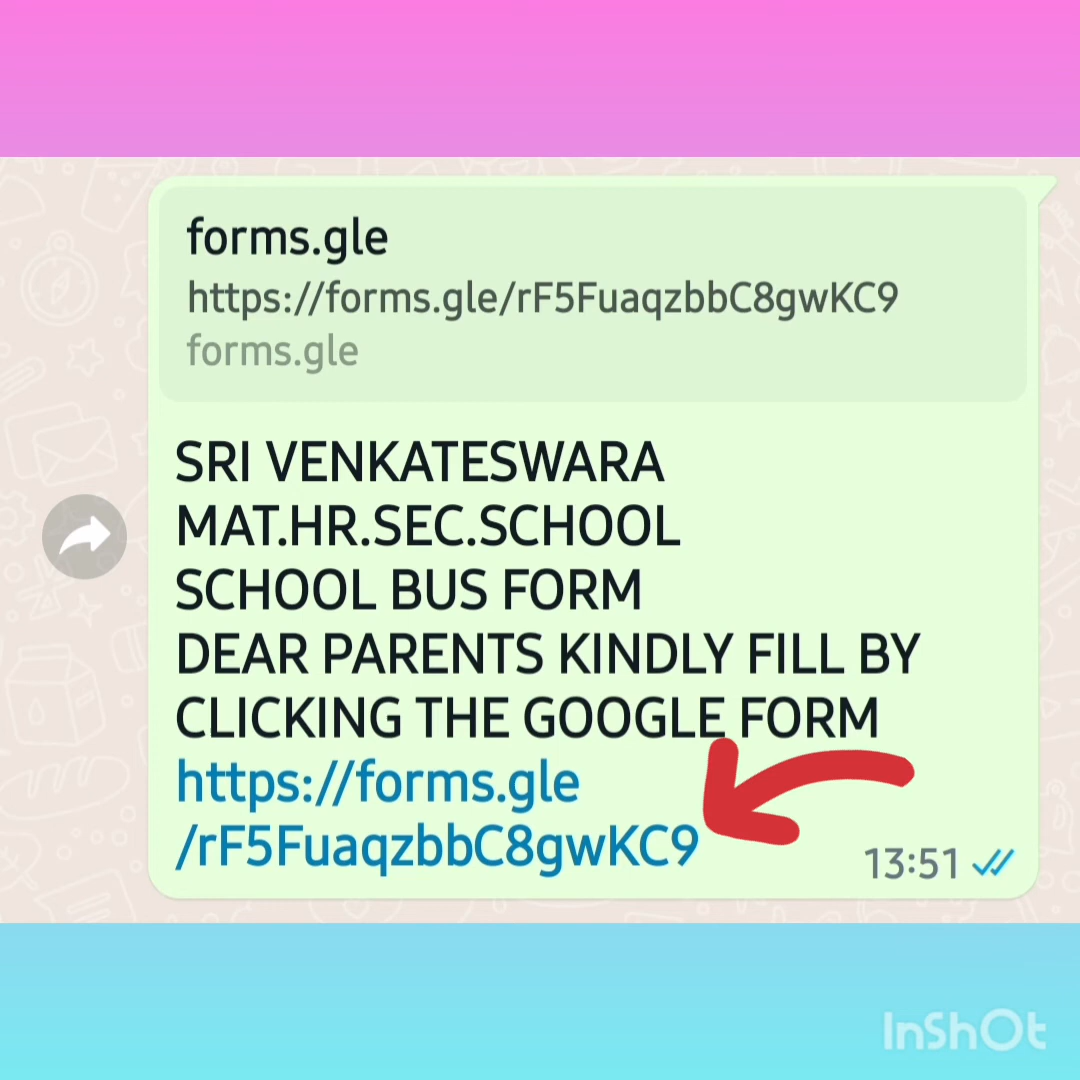 forms.gle
https://forms.gle/rF5FuaqzbbC8gwKC9
forms.gle
SRI VENKATESWARA
MAT.HR.SEC.SCHOOL
SCHOOL BUS FORM
DEAR PARENTS KINDLY FILL BY
CLICKING THE GOOGLE FORM
https://forms.gle
/rF5FuaqzbbC8gwKC9
13:51
InShOt